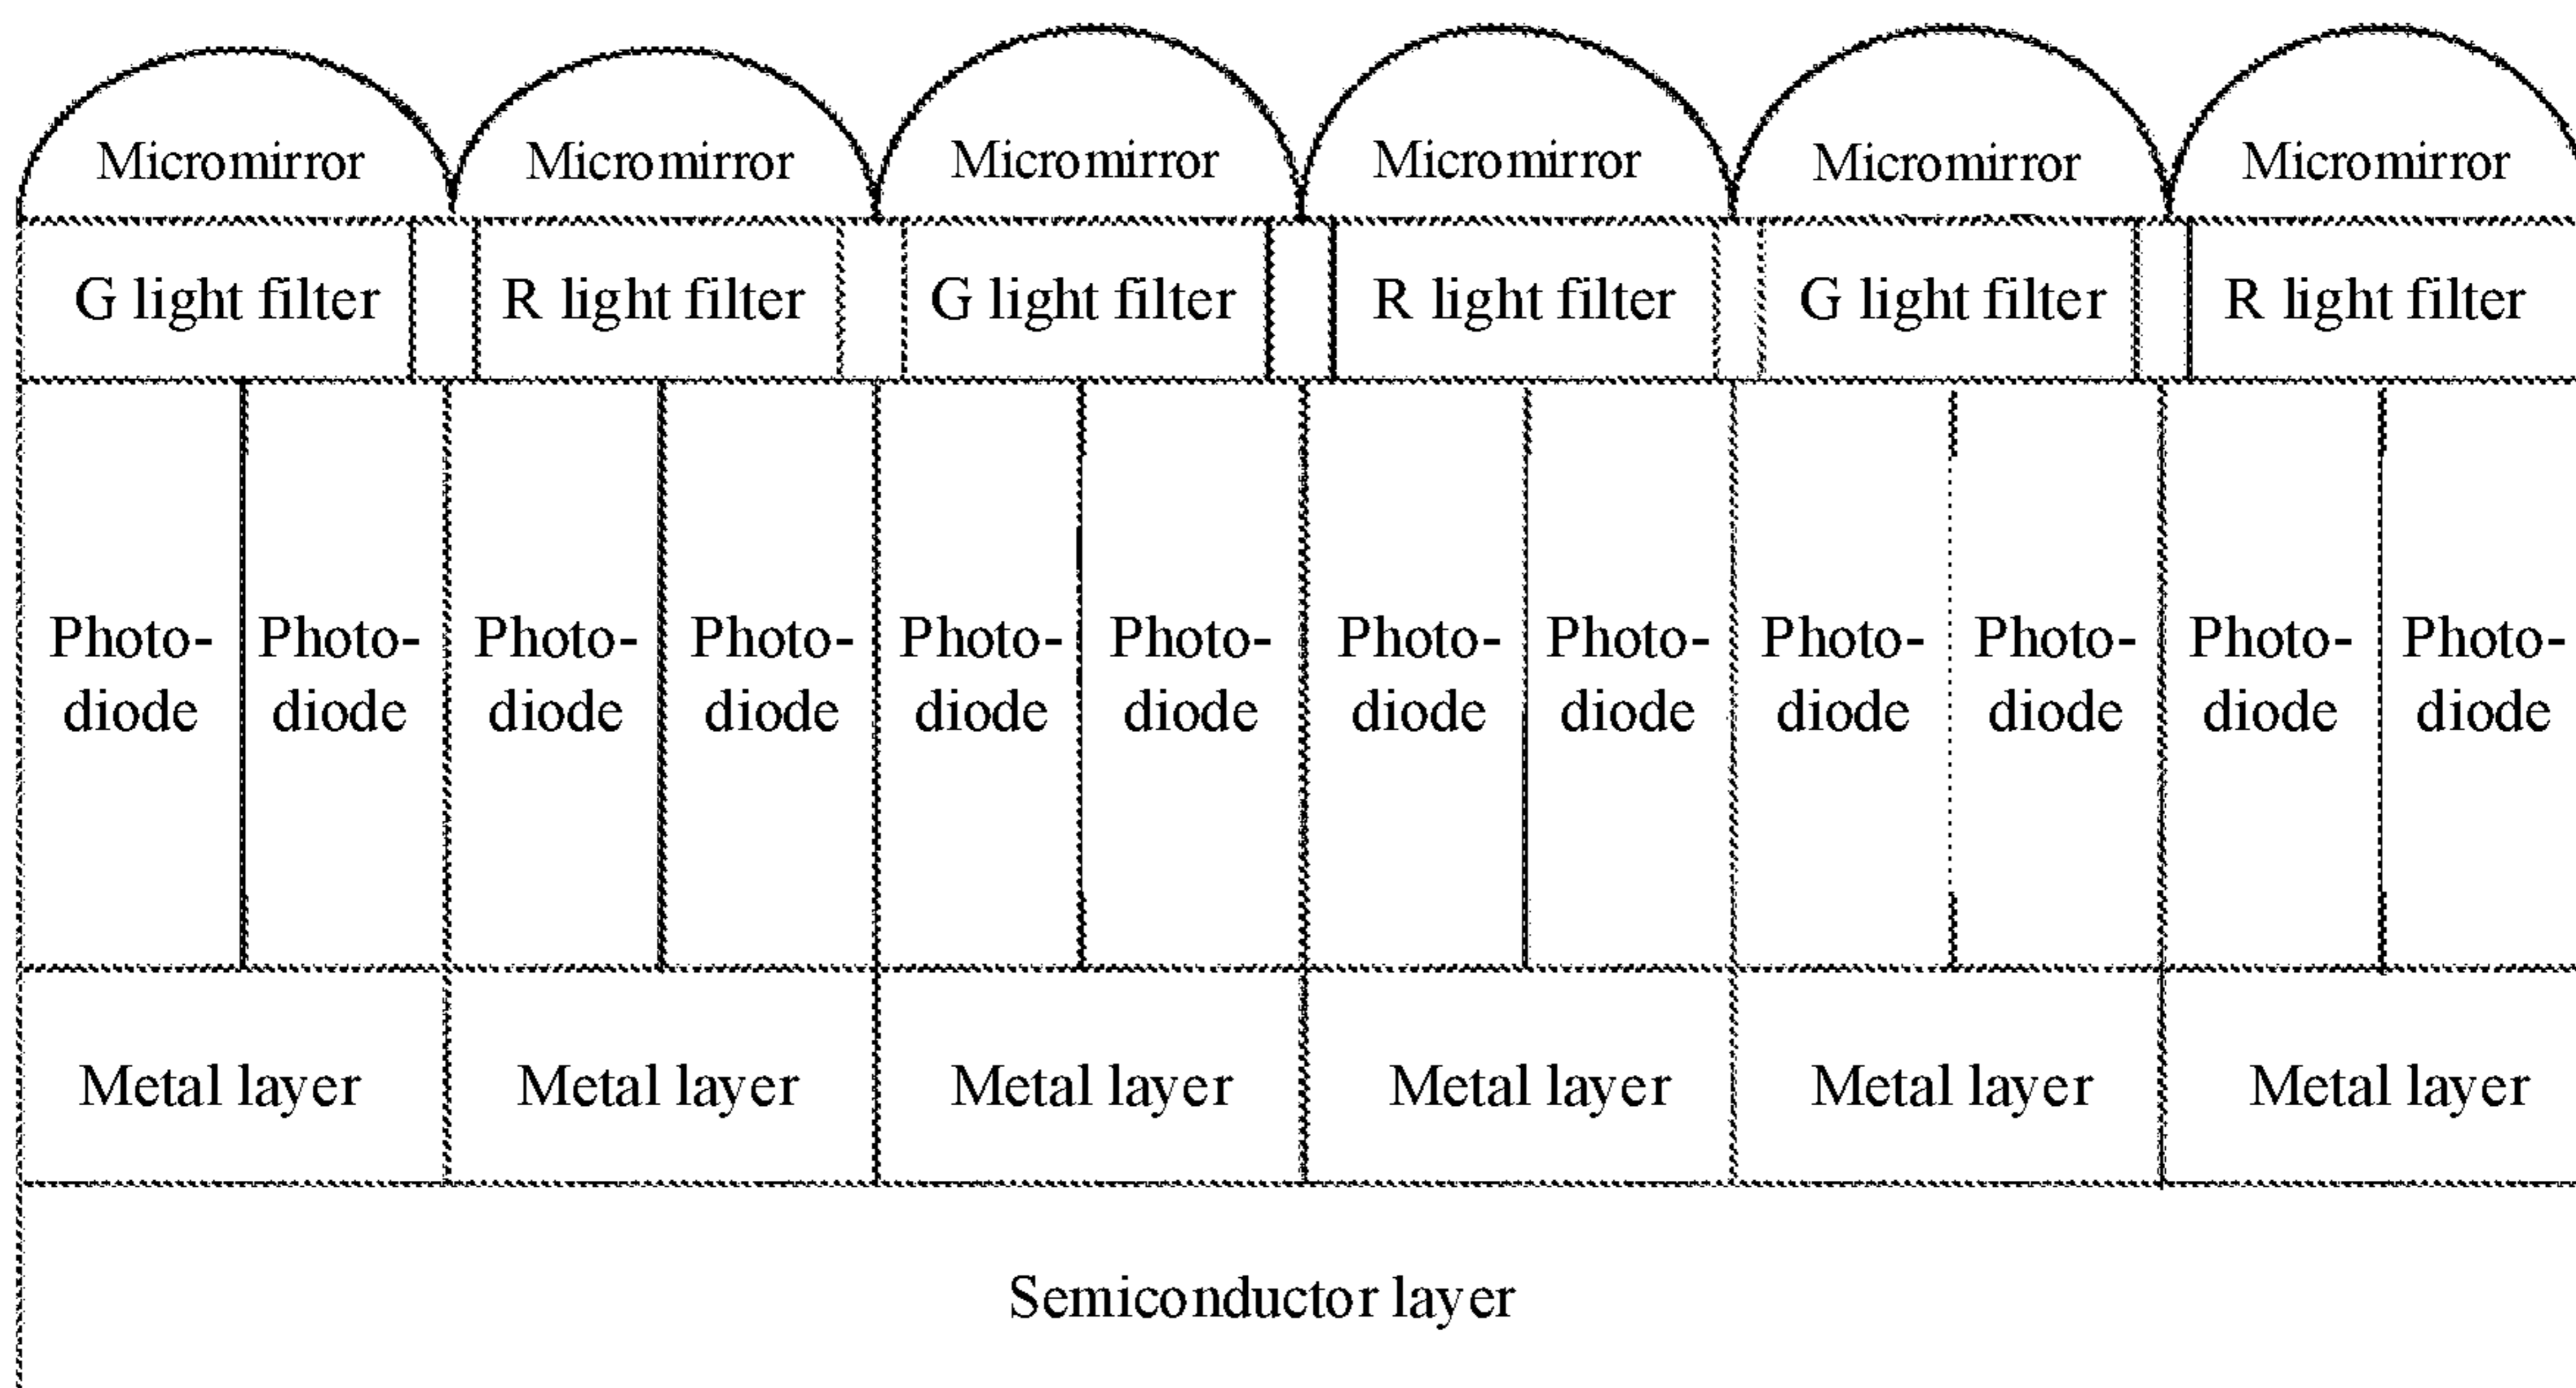 Micromirror Micromirror Micromirror Micromirror Micromirror Micromirror
G light filter R light filter G light filter R light filter G light filter R light filter
Photo- Photo- Photo- Photo- Photo- Photo- Photo- Photo- Photo- Photo- Photo- Photo-
diode diode diode diode diode diode diode diode diode diode diode diode
Metal layer Metal layer Metal layer Metal layer Metal layer Metal layer
Semiconductor layer